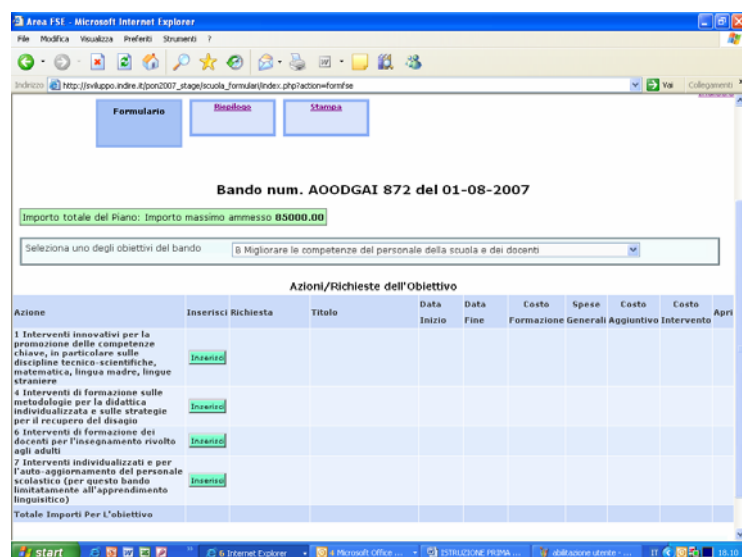 Area FSE - Microsoft Internet Explorer
File Modifica Visualizza Preferiti Strumenti ?
Indirizzo http://sviluppo.indire.it/pon2007_stage/scuola_formulari/index.php?action=formfse Vai Collegamenti
Formulario Riepilogo Stampa
Bando num. AOODGAI 872 del 01-08-2007
Importo totale del Piano: Importo massimo ammesso 85000.00
Seleziona uno degli obiettivi del bando B Migliorare le competenze del personale della scuola e dei docenti
Azioni/Richieste dell'Obiettivo
Azione Inserisci Richiesta Titolo Data Inizio Data Fine Costo Formazione Spese Generali Costo Aggiuntivo Costo Intervento Apri
1 Interventi innovativi per la
promozione delle competenze
chiave, in particolare sulle
discipline tecnico-scientifiche,
matematica, lingua madre, lingue
straniere
Inserisci
4 Interventi di formazione sulle
metodologie per la didattica
individualizzata e sulle strategie
per il recupero del disagio
Inserisci
6 Interventi di formazione dei
docenti per l'insegnamento rivolto
agli adulti
Inserisci
7 Interventi individualizzati e per
l'auto-aggiornamento del personale
scolastico (per questo bando
limitatamente all'apprendimento
linguisitico)
Inserisci
Totale Importi Per L'obiettivo
start 6 Internet Explorer 4 Microsoft Office ... ISTRUZIONE PRIMA ... abilitazione utente - ... IT 18.18